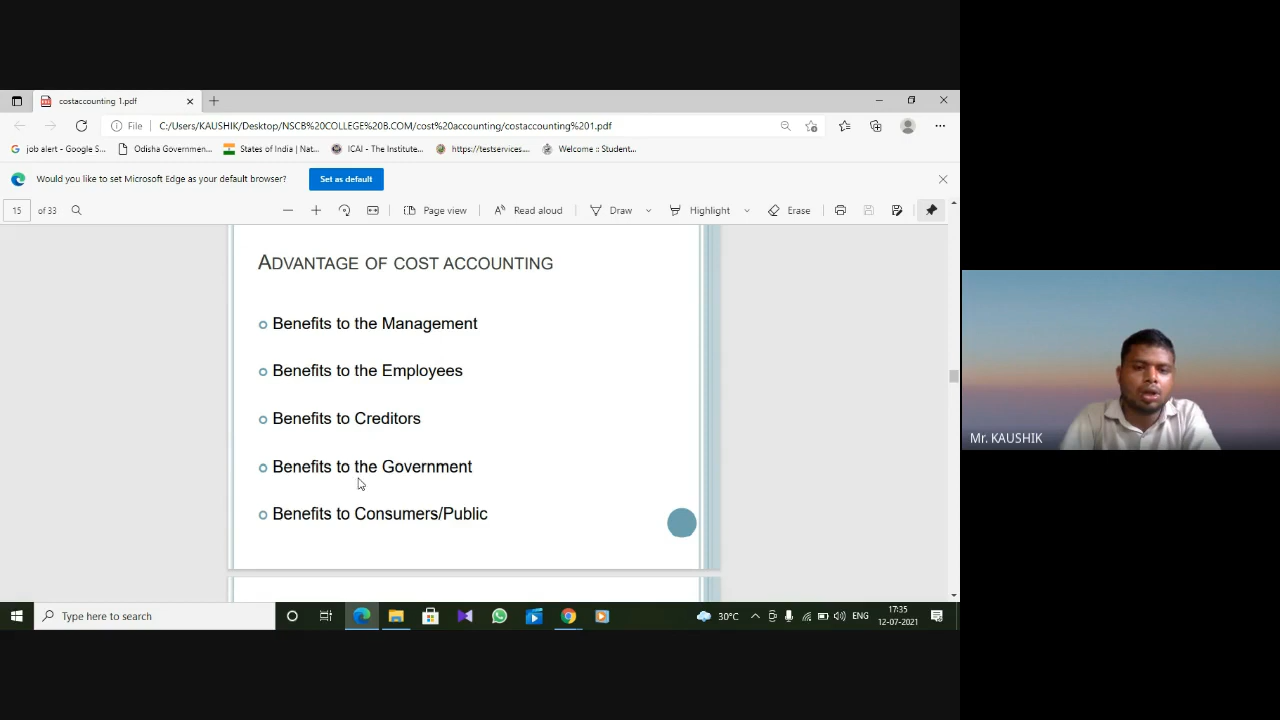 costaccounting 1.pdf
File
C:/Users/KAUSHIK/Desktop/NSCB%20COLLEGE%20B.COM/cost%20accounting/costaccounting%201.pdf
job alert - Google S...
Odisha Governmen...
States of India | Nat...
ICAI - The Institute...
https://testservices....
Welcome :: Student...
Would you like to set Microsoft Edge as your default browser?
Set as default
15 of 33
Page view
Read aloud
Draw
Highlight
Erase
ADVANTAGE OF COST ACCOUNTING
Benefits to the Management
Benefits to the Employees
Benefits to Creditors
Benefits to the Government
Benefits to Consumers/Public
Mr. KAUSHIK
Type here to search
30°C
ENG
17:35
12-07-2021